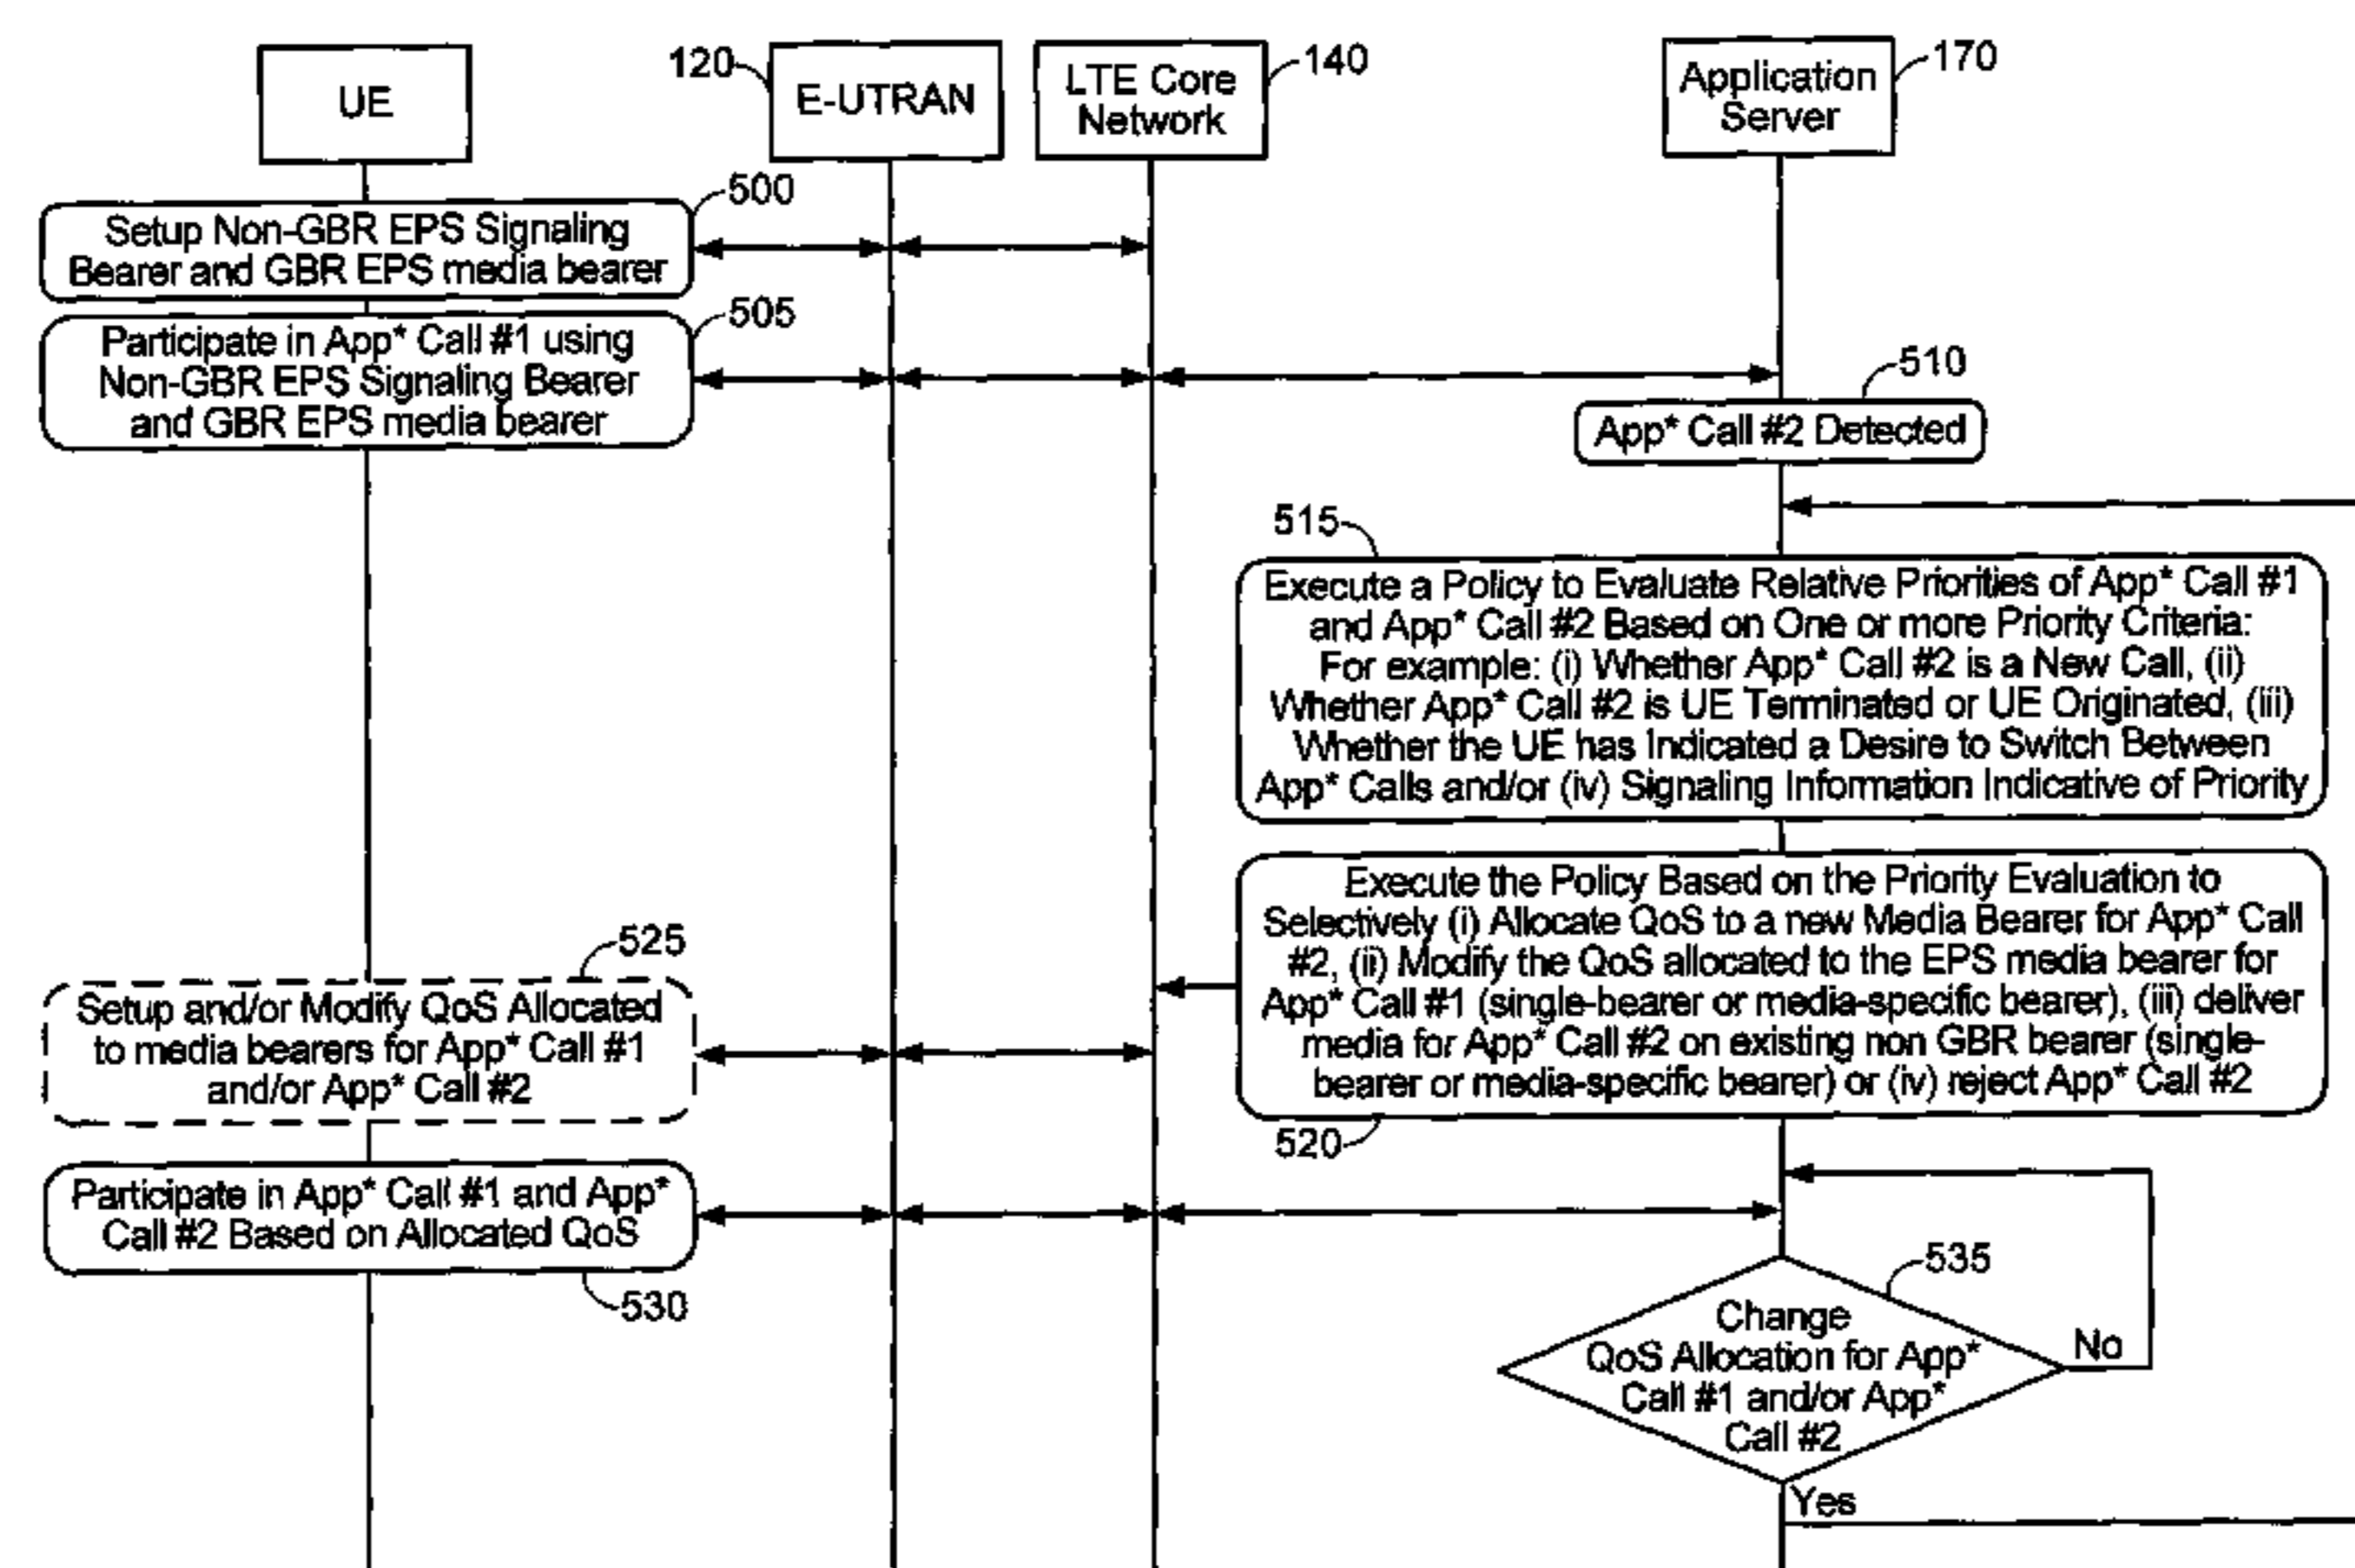 UE
120
E-UTRAN
LTE Core
Network
140
Application
Server
170
500
Setup Non-GBR EPS Signaling
Bearer and GBR EPS media bearer
505
Participate in App* Call #1 using
Non-GBR EPS Signaling Bearer
and GBR EPS media bearer
510
App* Call #2 Detected
515
Execute a Policy to Evaluate Relative Priorities of App* Call #1
and App* Call #2 Based on One or more Priority Criteria:
For example: (i) Whether App* Call #2 is a New Call, (ii)
Whether App* Call #2 is UE Terminated or UE Originated, (iii)
Whether the UE has Indicated a Desire to Switch Between
App* Calls and/or (iv) Signaling Information Indicative of Priority
Execute the Policy Based on the Priority Evaluation to
Selectively (i) Allocate QoS to a new Media Bearer for App* Call
#2, (ii) Modify the QoS allocated to the EPS media bearer for
App* Call #1 (single-bearer or media-specific bearer), (iii) deliver
media for App* Call #2 on existing non GBR bearer (single-
bearer or media-specific bearer) or (iv) reject App* Call #2
520
525
Setup and/or Modify QoS Allocated
to media bearers for App* Call #1
and/or App* Call #2
Participate in App* Call #1 and App*
Call #2 Based on Allocated QoS
530
535
Change
QoS Allocation for App*
Call #1 and/or App*
Call #2
No
Yes